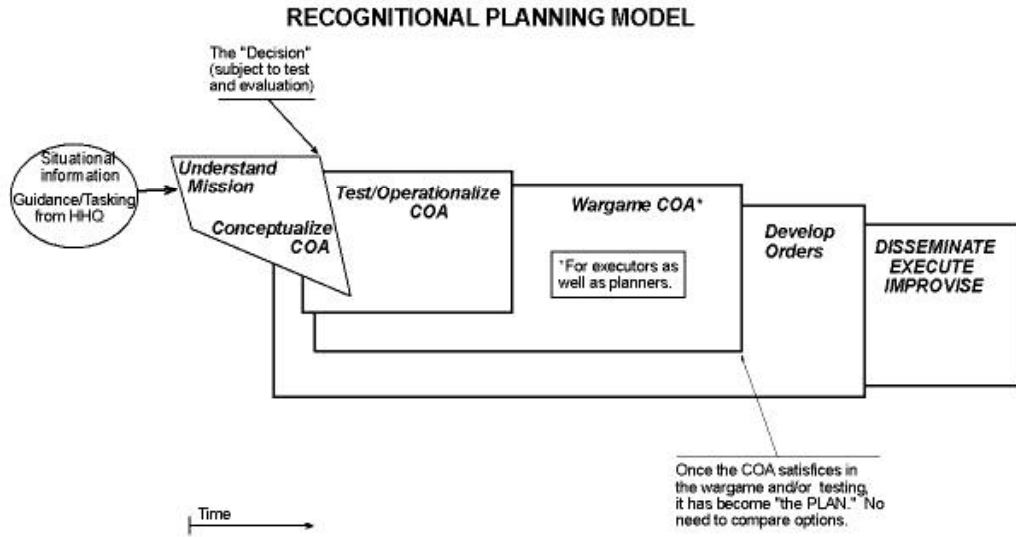 RECOGNITIONAL PLANNING MODEL
The "Decision"
(subject to test
and evaluation)
Situational
information
Guidance/Tasking
from HHQ
Understand
Mission
Conceptualize
COA
Test/Operationalize
COA
Wargame COA*
*For executors as
well as planners.
Develop
Orders
DISSEMINATE
EXECUTE
IMPROVISE
Once the COA satisfices in
the wargame and/or testing,
it has become "the PLAN." No
need to compare options.
Time